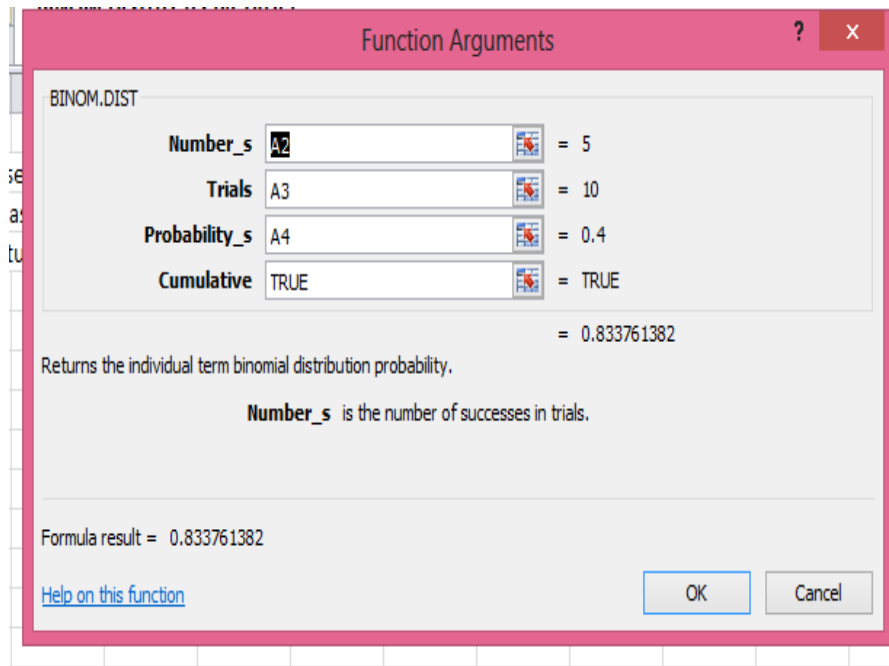 Function Arguments ? x
BINOM.DIST
Number_s A2 = 5
Trials A3 = 10
Probability_s A4 = 0.4
Cumulative TRUE = TRUE
= 0.833761382
Returns the individual term binomial distribution probability.
Number_s is the number of successes in trials.
Formula result = 0.833761382
Help on this function OK Cancel